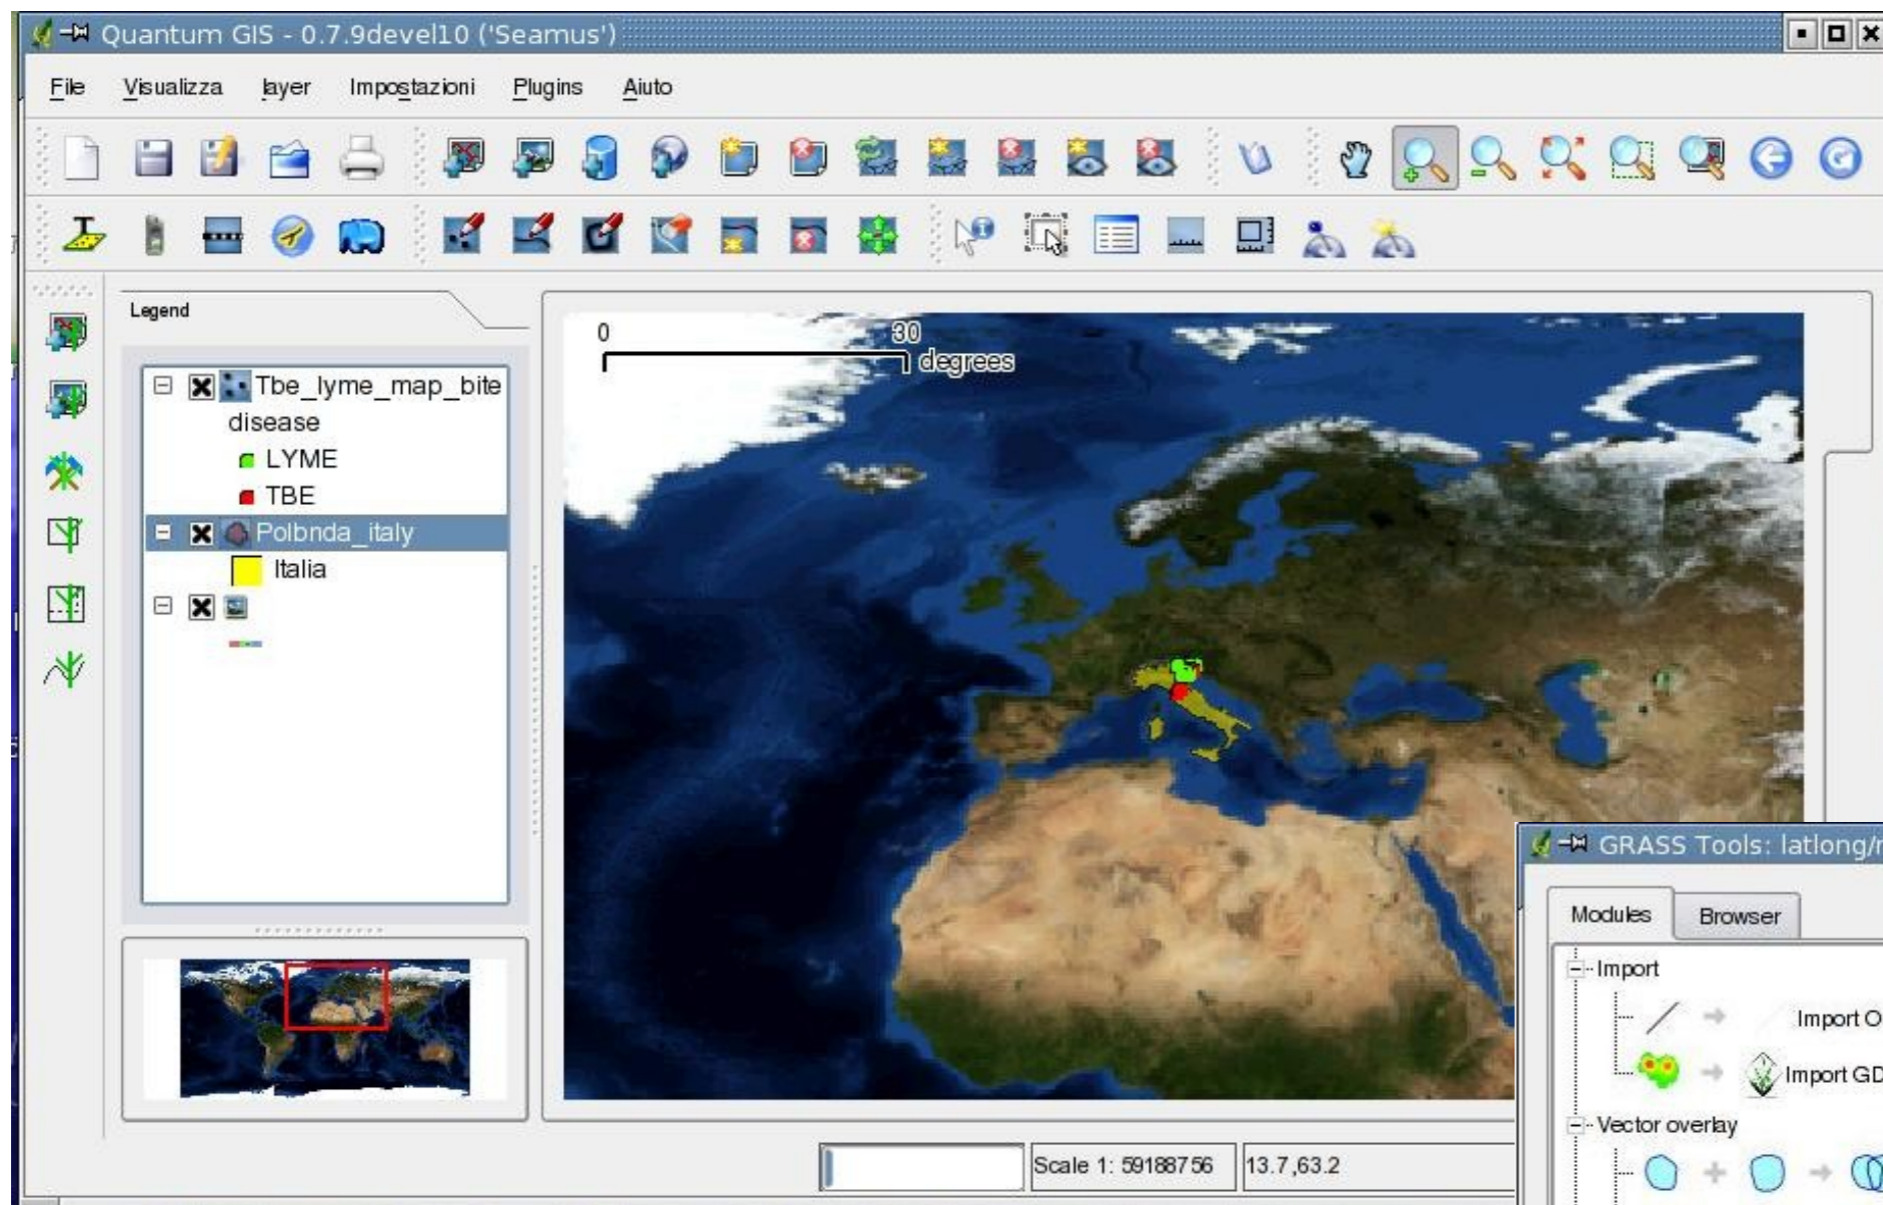 Quantum GIS - 0.7.9devel10 ('Seamus')
File Visualizza layer Impostazioni Plugins Aiuto
Legend
Tbe_lyme_map_bite
disease
LYME
TBE
Polbnda_italy
Italia
0 30
degrees
GRASS Tools: latlong/
Modules Browser
Import
Import O
Import GD
Vector overlay
Scale 1: 59188756 13.7,63.2